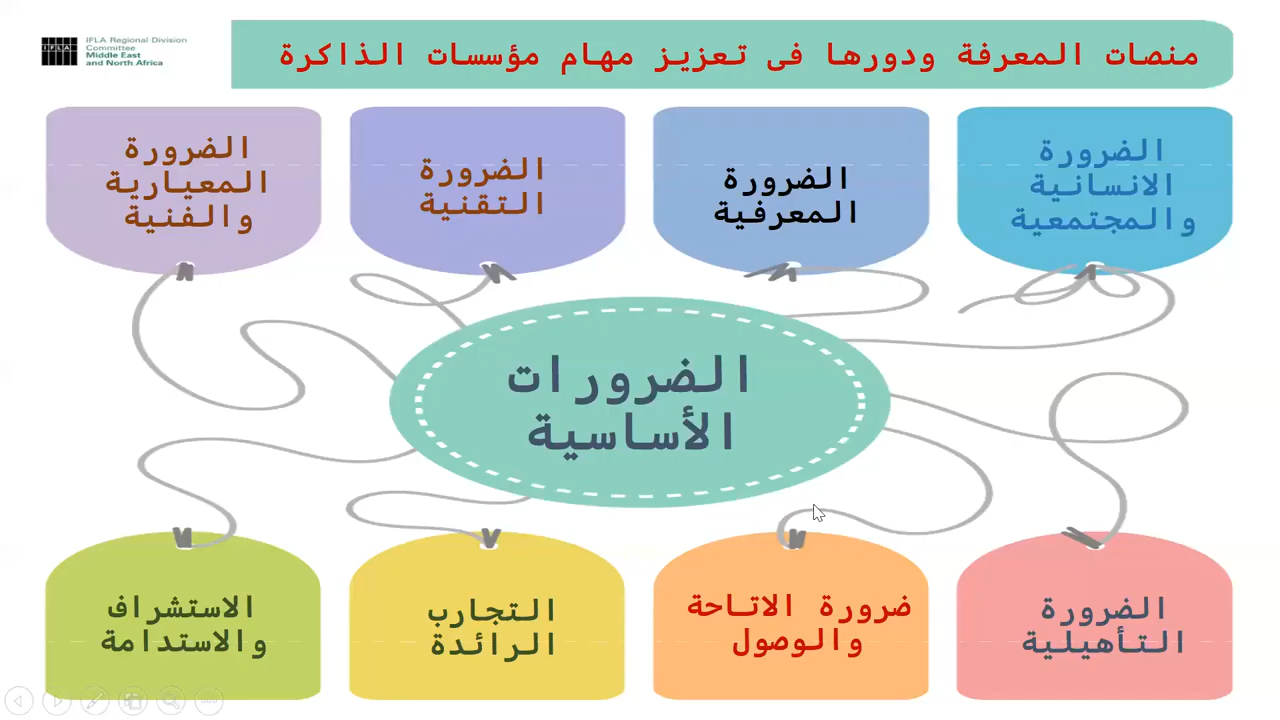 IFLA
IFLA Regional Division
Committee
Middle East
and North Africa
منصات المعرفة ودورها فى تعزيز مهام مؤسسات الذاكرة
الضرورة
الانسانية
والمجتمعية
الضرورة
المعرفية
الضرورة
التقنية
الضرورة
المعيارية
والفنية
الضرورات
الأساسية
الضرورة
التأهيلية
ضرورة الاتاحة
والوصول
التجارب
الرائدة
الاستشراف
والاستدامة